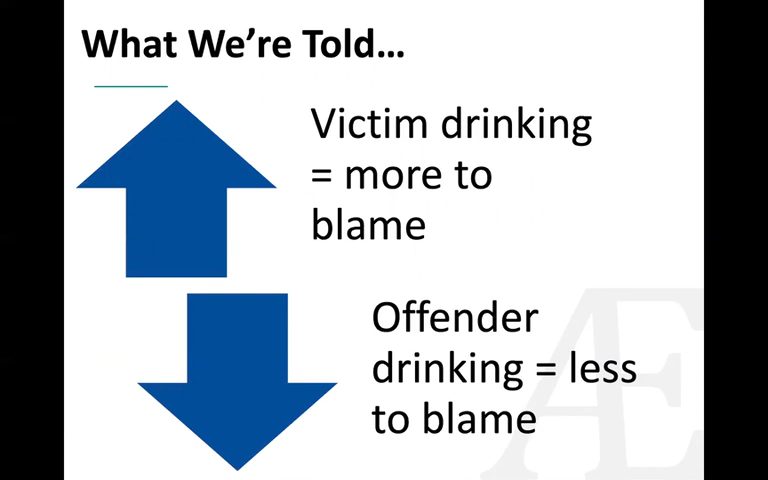 What We’re Told…
Victim drinking
= more to
blame
Offender
drinking = less
to blame
Æ